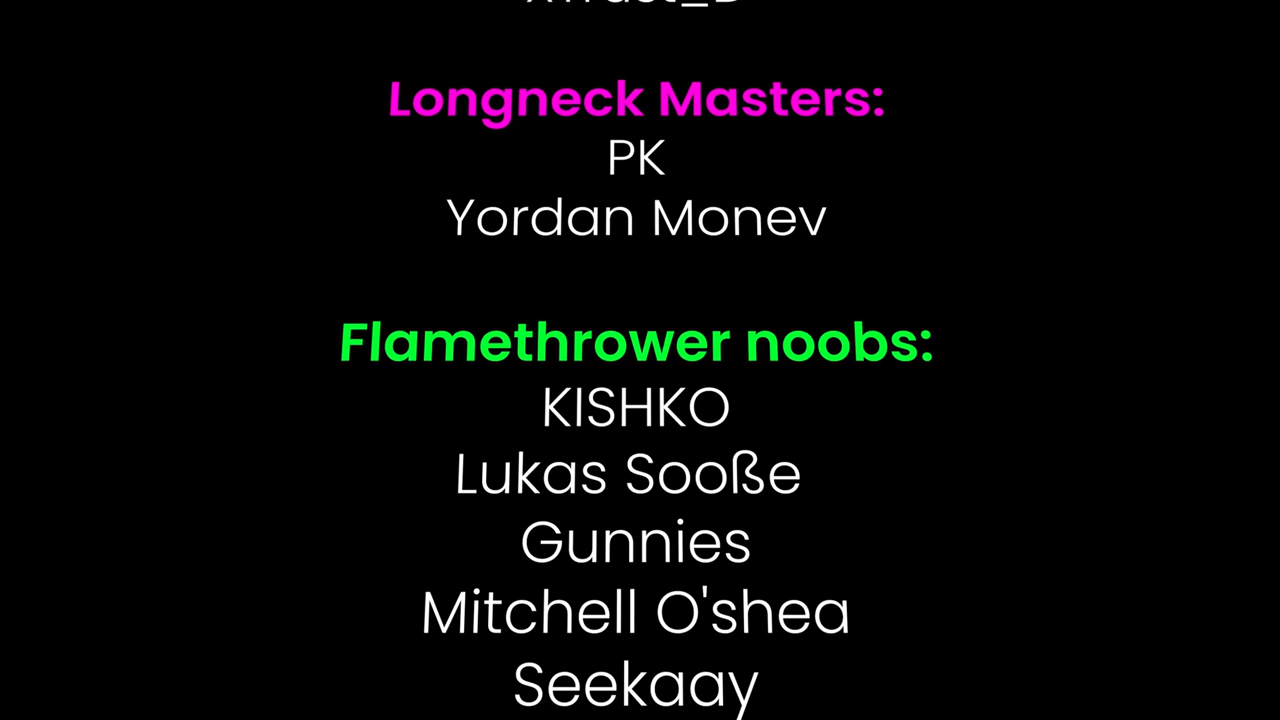 Longneck Masters:
PK
Yordan Monev
Flamethrower noobs:
KISHKO
Lukas Sooße
Gunnies
Mitchell O'shea
Seekaay